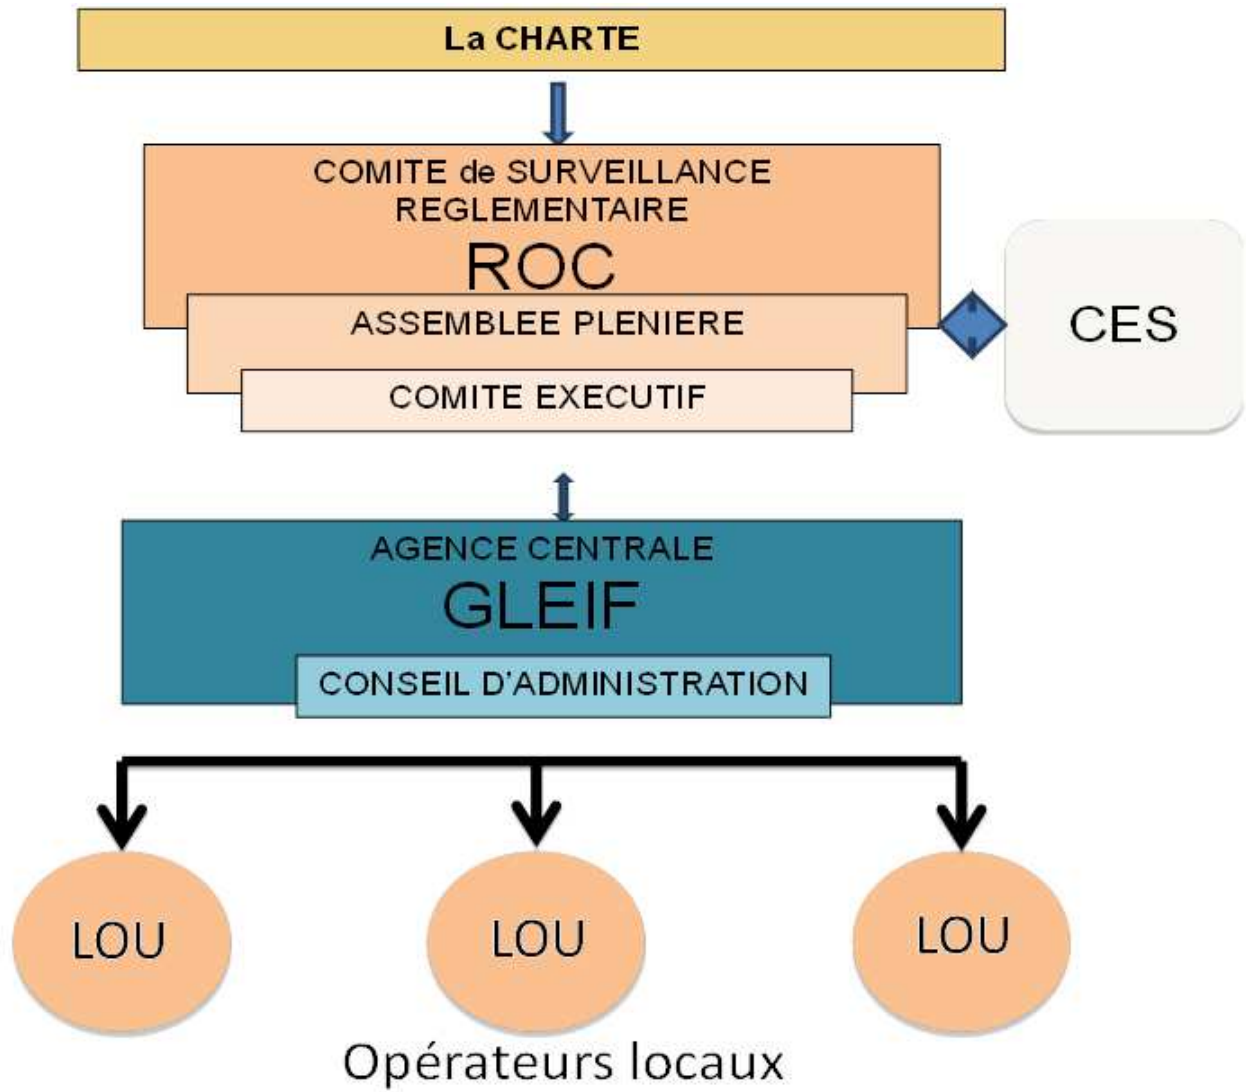 La CHARTE
COMITE de SURVEILLANCE
REGLEMENTAIRE
ROC
ASSEMBLEE PLENIERE
COMITE EXECUTIF
CES
AGENCE CENTRALE
GLEIF
CONSEIL D'ADMINISTRATION
LOU
LOU
LOU
Opérateurs locaux